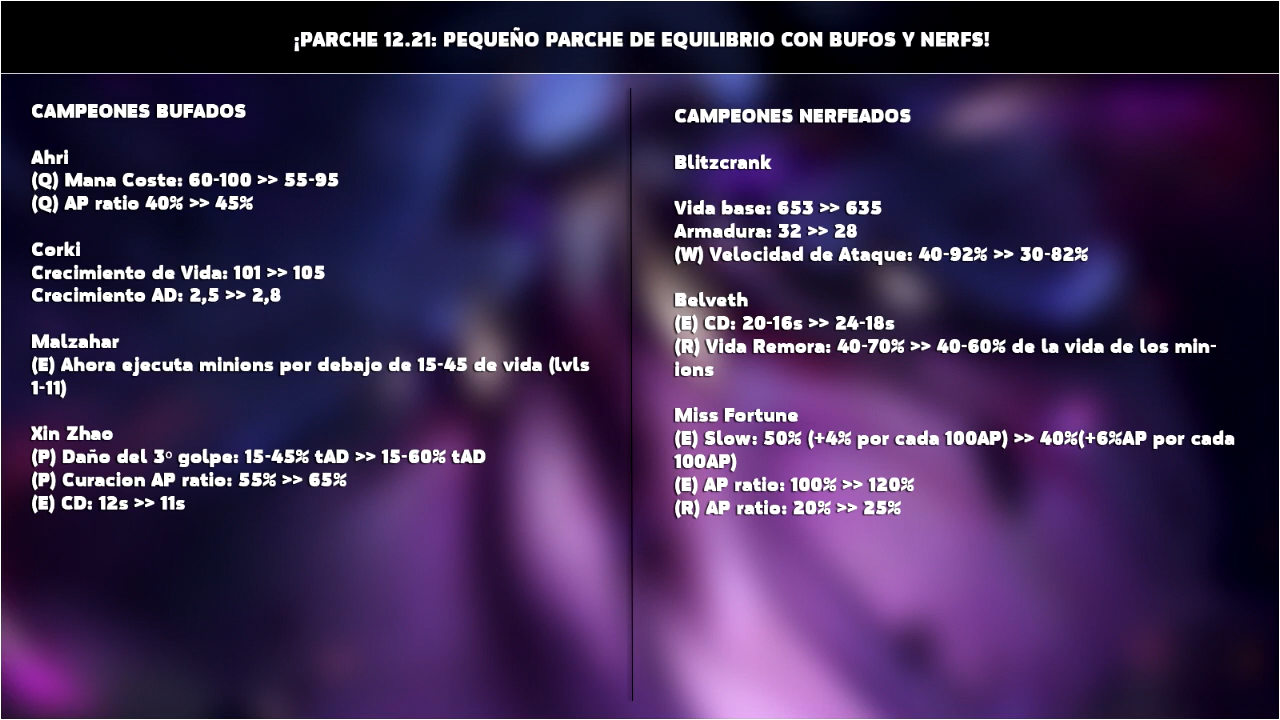 ¡PARCHE 12.21: PEQUEÑO PARCHE DE EQUILIBRIO CON BUFOS Y NERFS!
CAMPEONES BUFADOS
Ahri
(Q) Mana Coste: 60-100 >> 55-95
(Q) AP ratio 40% >> 45%
Corki
Crecimiento de Vida: 101 >> 105
Crecimiento AD: 2,5 >> 2,8
Malzahar
(E) Ahora ejecuta minions por debajo de 15-45 de vida (lvls
1-11)
Xin Zhao
(P) Daño del 3º golpe: 15-45% tAD >> 15-60% tAD
(P) Curacion AP ratio: 55% >> 65%
(E) CD: 12s >> 11s
CAMPEONES NERFEADOS
Blitzcrank
Vida base: 653 >> 635
Armadura: 32 >> 28
(W) Velocidad de Ataque: 40-92% >> 30-82%
Belveth
(E) CD: 20-16s >> 24-18s
(R) Vida Remora: 40-70% >> 40-60% de la vida de los min-
ions
Miss Fortune
(E) Slow: 50% (+4% por cada 100AP) >> 40%(+6%AP por cada
100AP)
(E) AP ratio: 100% >> 120%
(R) AP ratio: 20% >> 25%